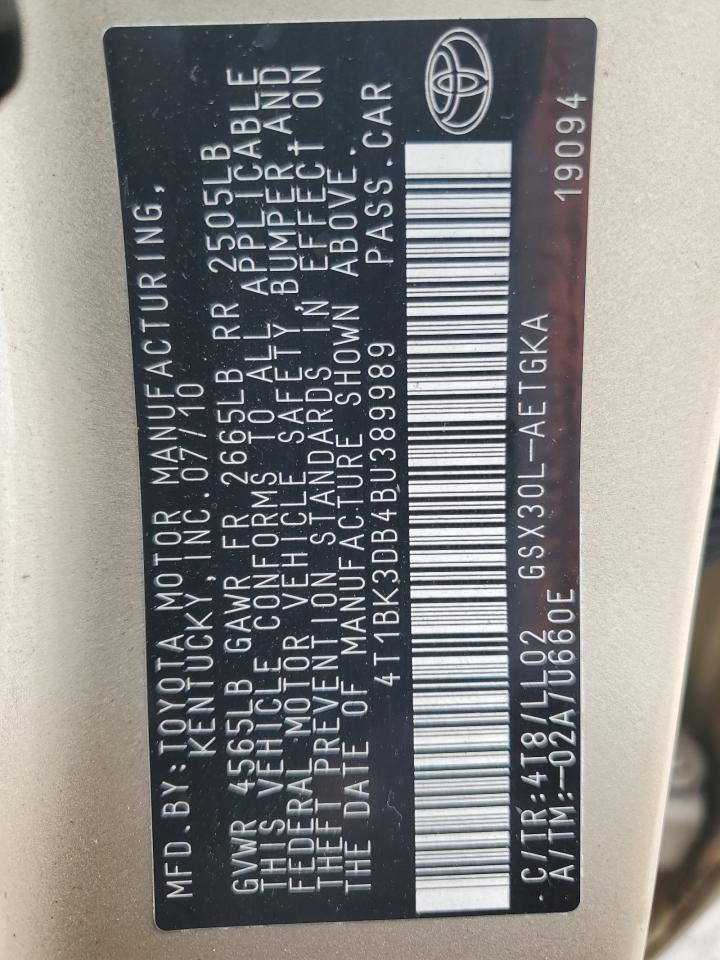 MFD.BY:TOYOTA MOTOR MANUFACTURING,
KENTUCKY, INC. 07/10
GVWR 4565LB GAWR FR 2665LB RR 2505LB
THIS VEHICLE CONFORMS TO ALL APPLICABLE
FEDERAL MOTOR VEHICLE SAFETY, BUMPER AND
THEFT PREVENTION STANDARDS IN EFFECT ON
THE DATE OF MANUFACTURE SHOWN ABOVE.
4T1BK3DB4BU389989 PASS.CAR
C/TR:4T8/LL02 GSX30L-AETGKA 19094
A/TM:-02A/U660E